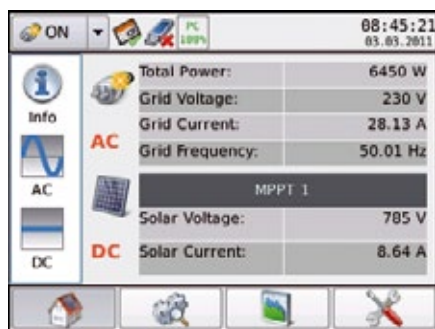 ON
PC
100%
08:45:21
03.03.2011
Info
AC
DC
AC
Total Power: 6450 W
Grid Voltage: 230 V
Grid Current: 28.13 A
Grid Frequency: 50.01 Hz
MPPT 1
DC
Solar Voltage: 785 V
Solar Current: 8.64 A